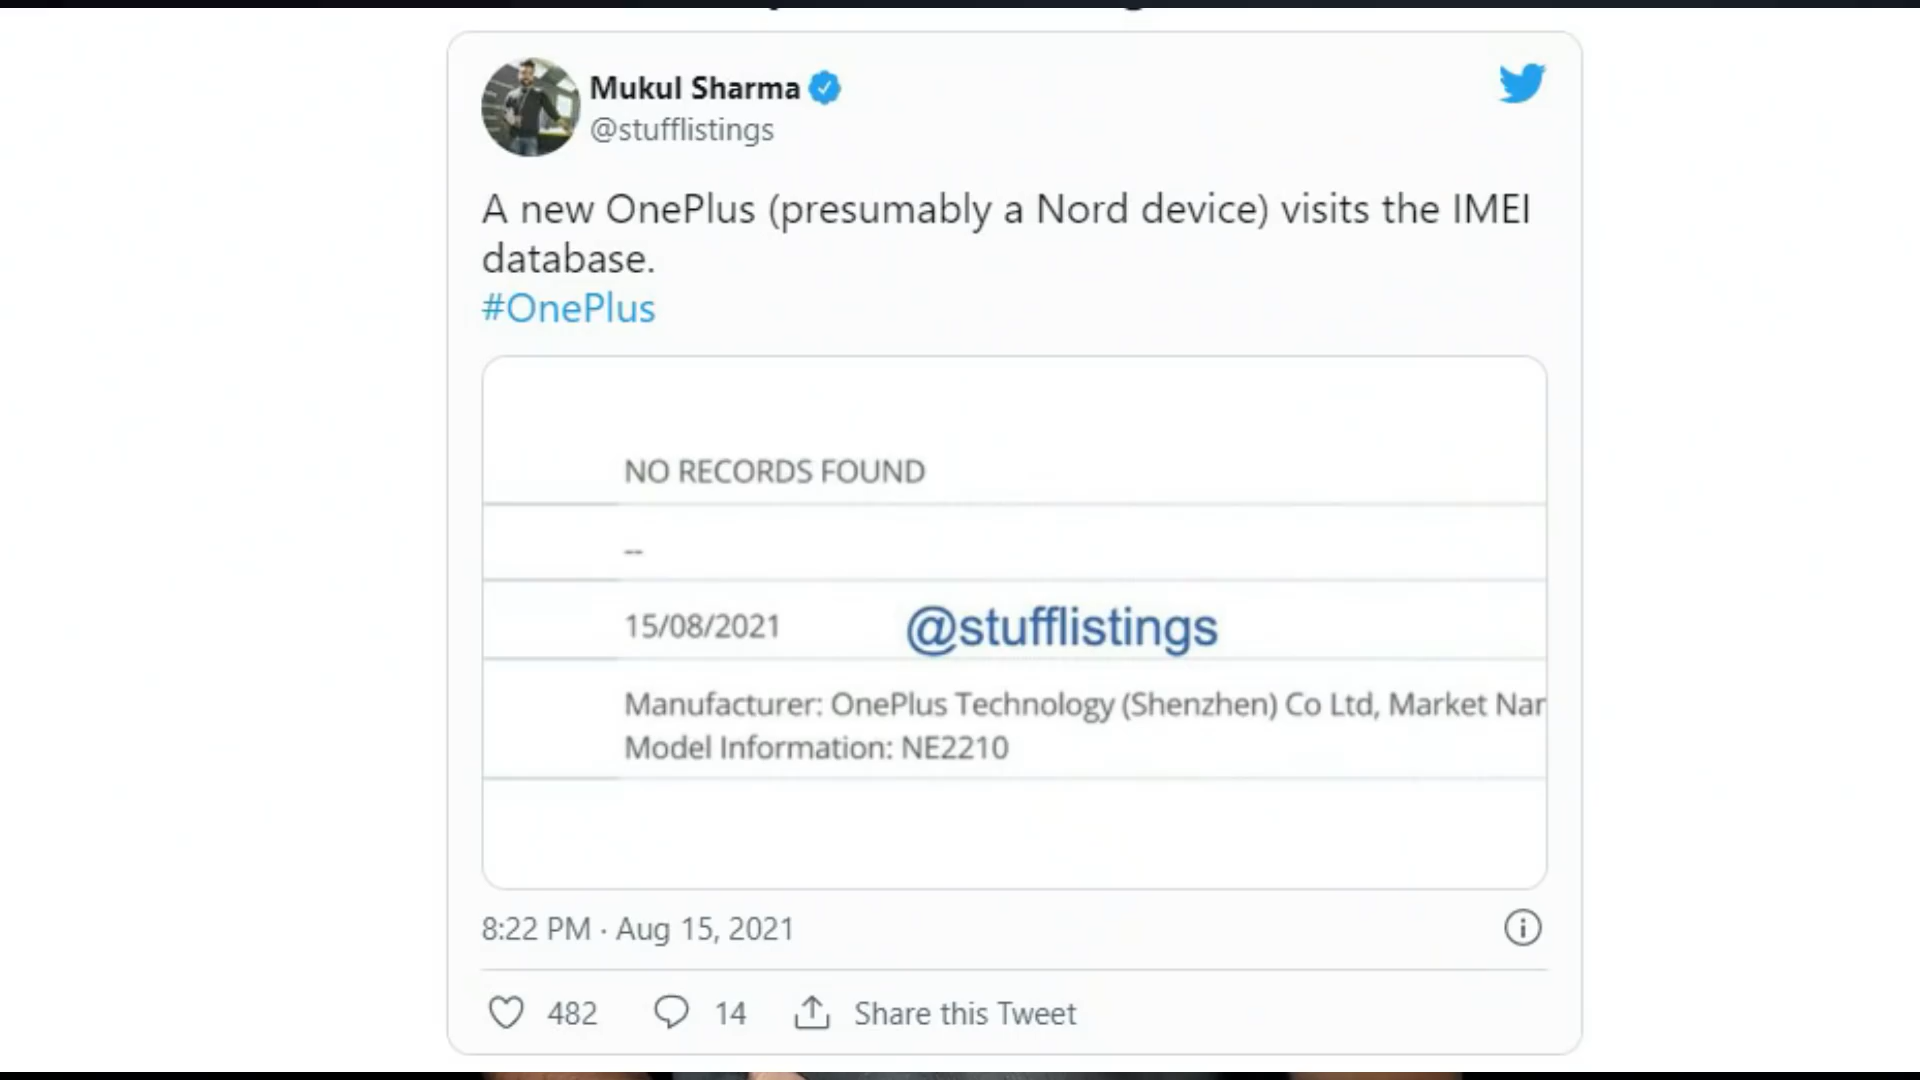 Mukul Sharma
@stufflistings
A new OnePlus (presumably a Nord device) visits the IMEI
database.
#OnePlus
NO RECORDS FOUND
--
15/08/2021
@stufflistings
Manufacturer: OnePlus Technology (Shenzhen) Co Ltd, Market Nar
Model Information: NE2210
8:22 PM · Aug 15, 2021
482
14
Share this Tweet